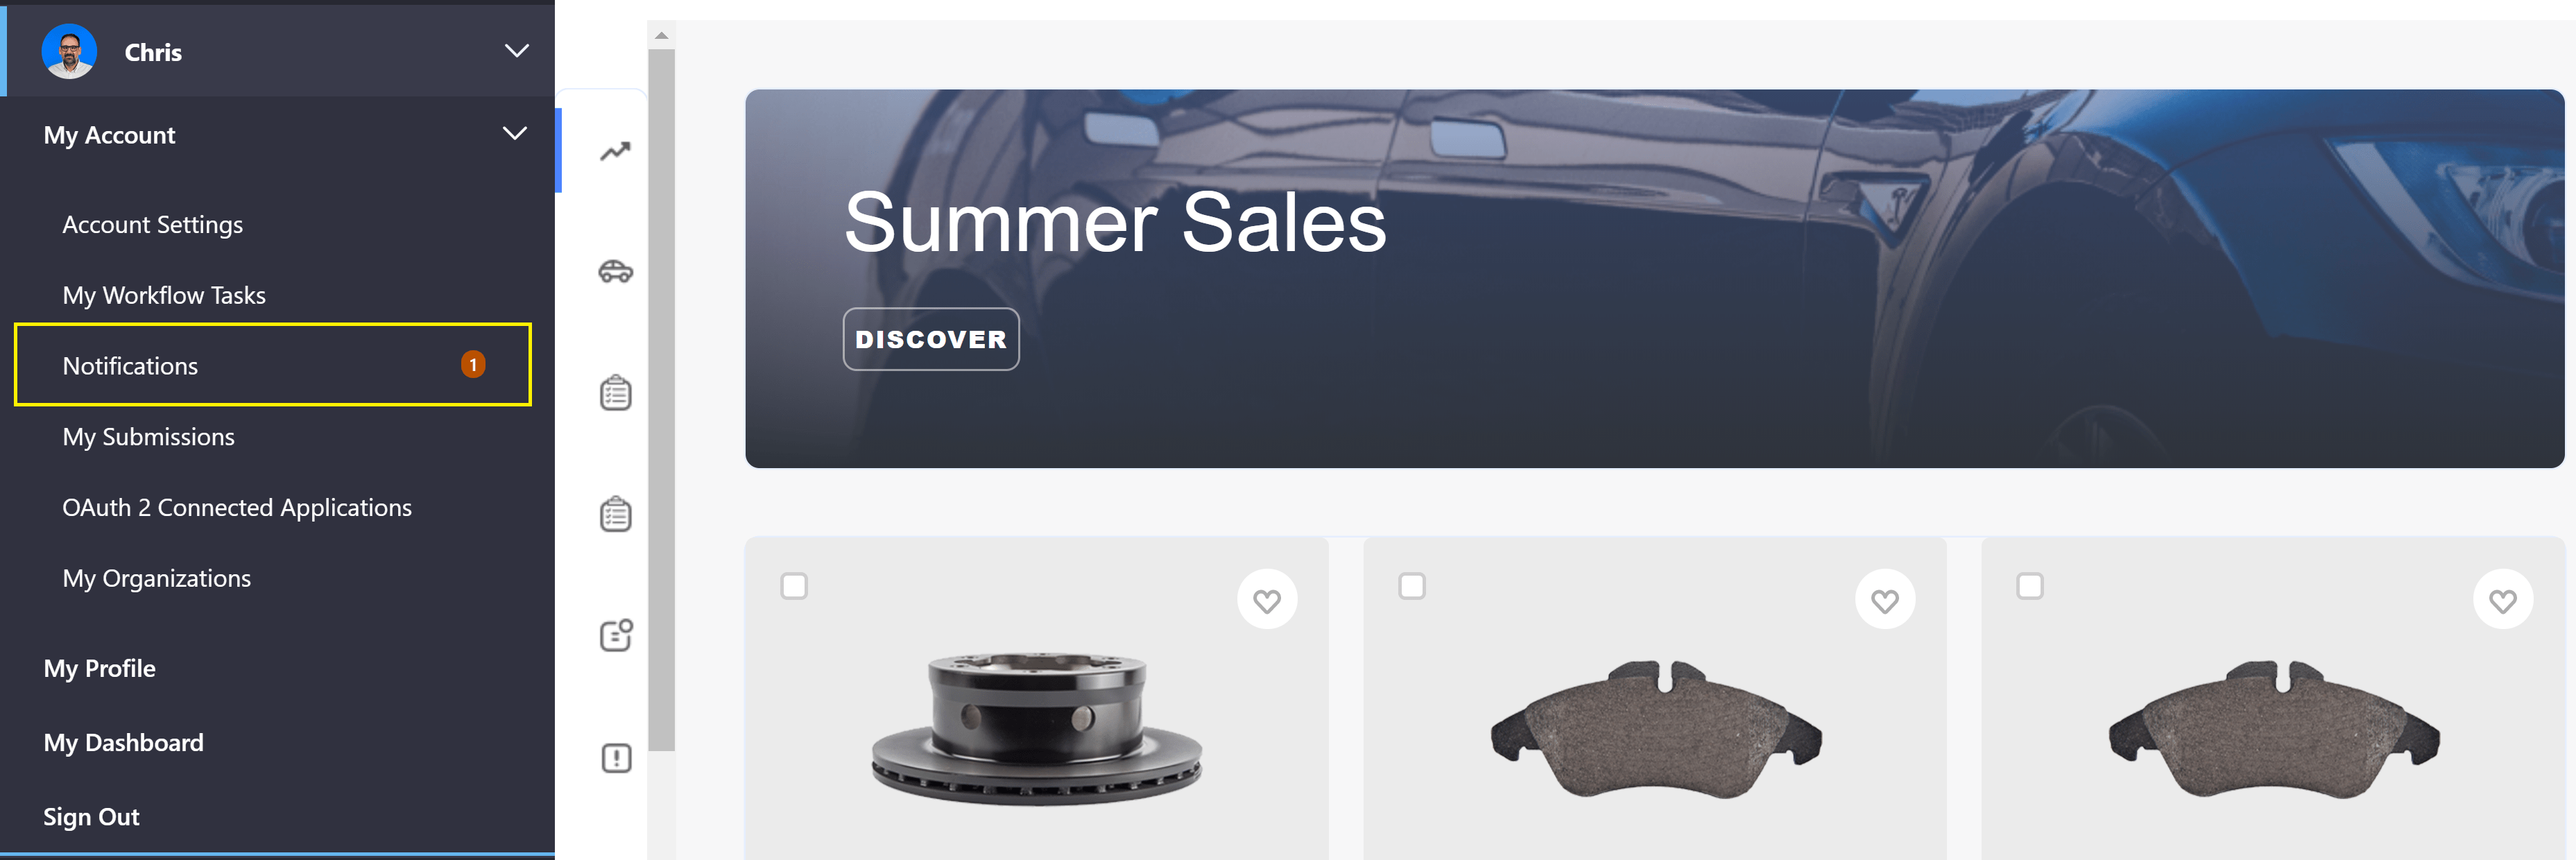 Chris
My Account
Account Settings
My Workflow Tasks
Notifications 1
My Submissions
OAuth 2 Connected Applications
My Organizations
My Profile
My Dashboard
Sign Out
Summer Sales
DISCOVER